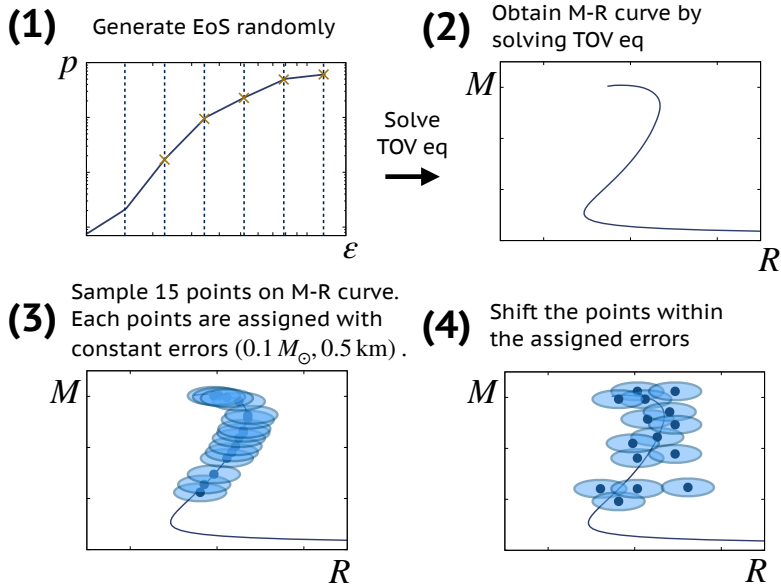 (1) Generate EoS randomly
p
ε
Solve
TOV eq
(2) Obtain M-R curve by
solving TOV eq
M
R
(3) Sample 15 points on M-R curve.
Each points are assigned with
constant errors (0.1 M⊙, 0.5 km) .
M
R
(4) Shift the points within
the assigned errors
M
R